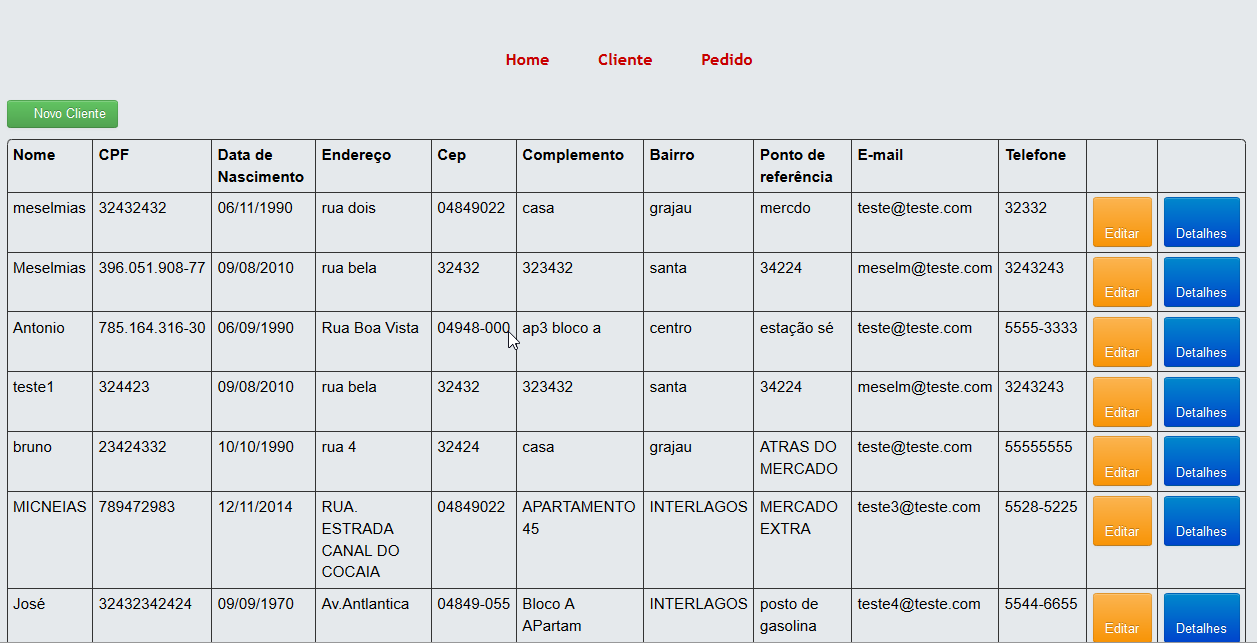 Home Cliente Pedido
Novo Cliente
Nome CPF Data de Nascimento Endereço Cep Complemento Bairro Ponto de referência E-mail Telefone
meselmias 32432432 06/11/1990 rua dois 04849022 casa grajau mercdo teste@teste.com 32332 Editar Detalhes
Meselmias 396.051.908-77 09/08/2010 rua bela 32432 323432 santa 34224 meselm@teste.com 3243243 Editar Detalhes
Antonio 785.164.316-30 06/09/1990 Rua Boa Vista 04948-000 ap3 bloco a centro estação sé teste@teste.com 5555-3333 Editar Detalhes
teste1 324423 09/08/2010 rua bela 32432 323432 santa 34224 meselm@teste.com 3243243 Editar Detalhes
bruno 23424332 10/10/1990 rua 4 32424 casa grajau ATRAS DO MERCADO teste@teste.com 55555555 Editar Detalhes
MICNEIAS 789472983 12/11/2014 RUA. ESTRADA CANAL DO COCAIA 04849022 APARTAMENTO 45 INTERLAGOS MERCADO EXTRA teste3@teste.com 5528-5225 Editar Detalhes
José 32432342424 09/09/1970 Av.Antlantica 04849-055 Bloco A APartam INTERLAGOS posto de gasolina teste4@teste.com 5544-6655 Editar Detalhes